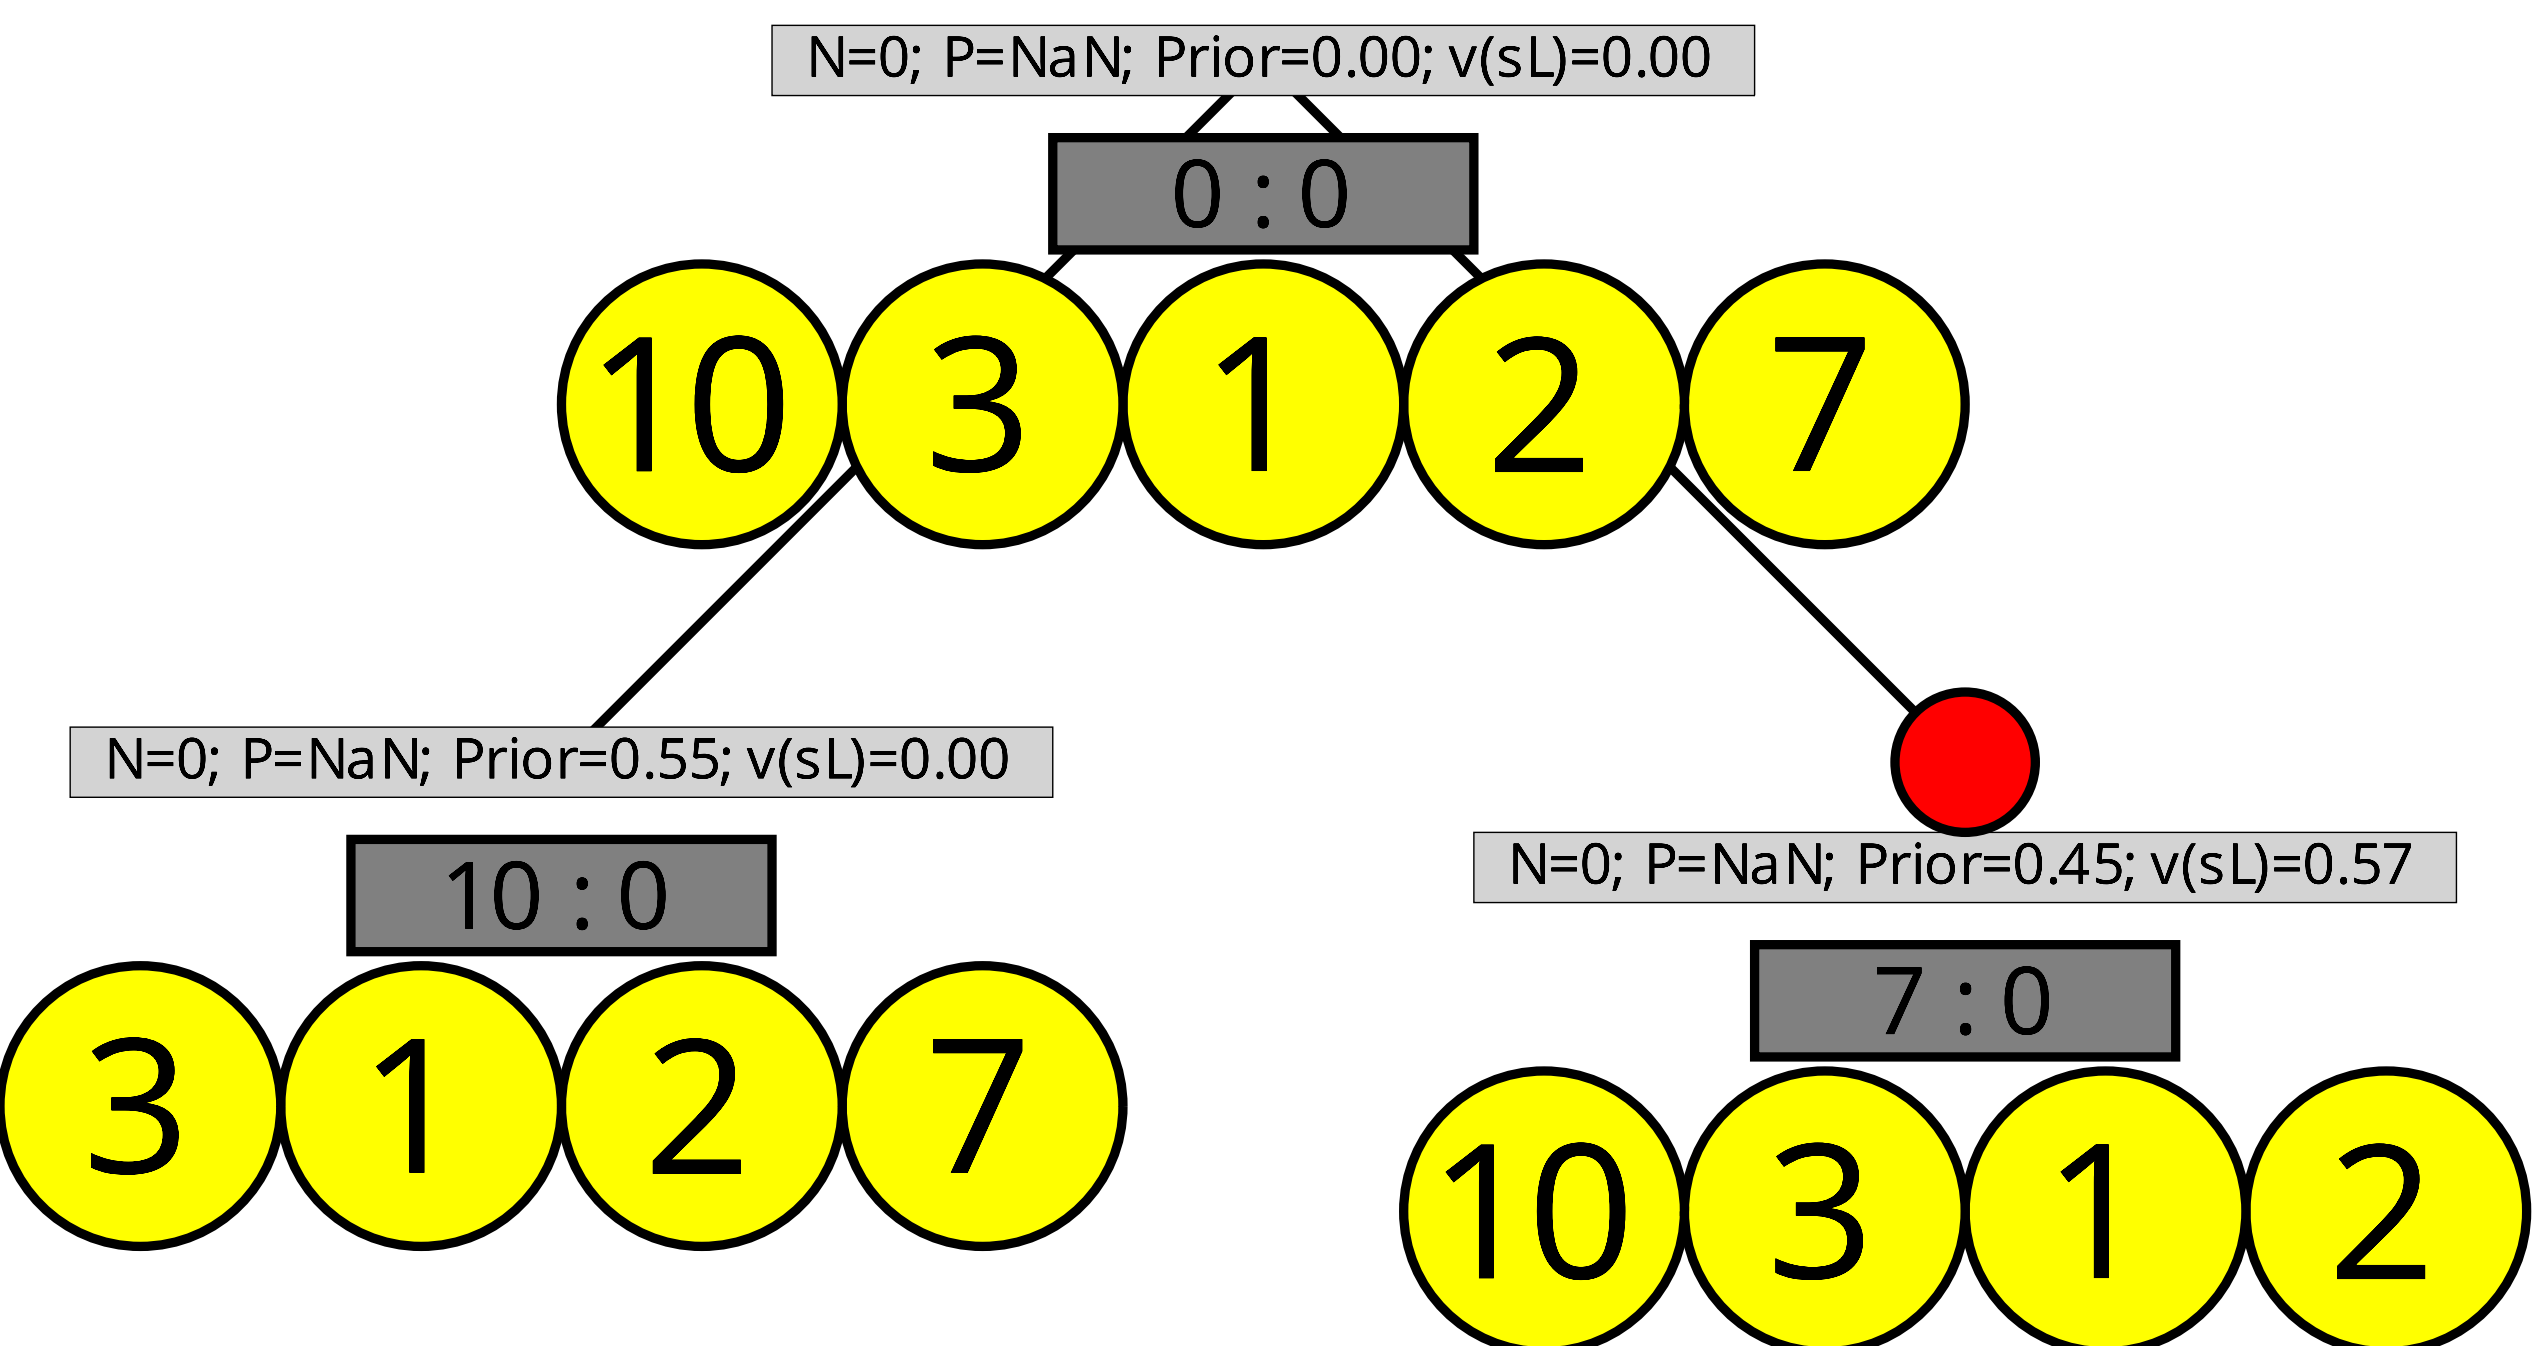 N=0; P=NaN; Prior=0.00; v(sL)=0.00
0 : 0
10 3 1 2 7
N=0; P=NaN; Prior=0.55; v(sL)=0.00
10 : 0
3 1 2 7
N=0; P=NaN; Prior=0.45; v(sL)=0.57
7 : 0
10 3 1 2